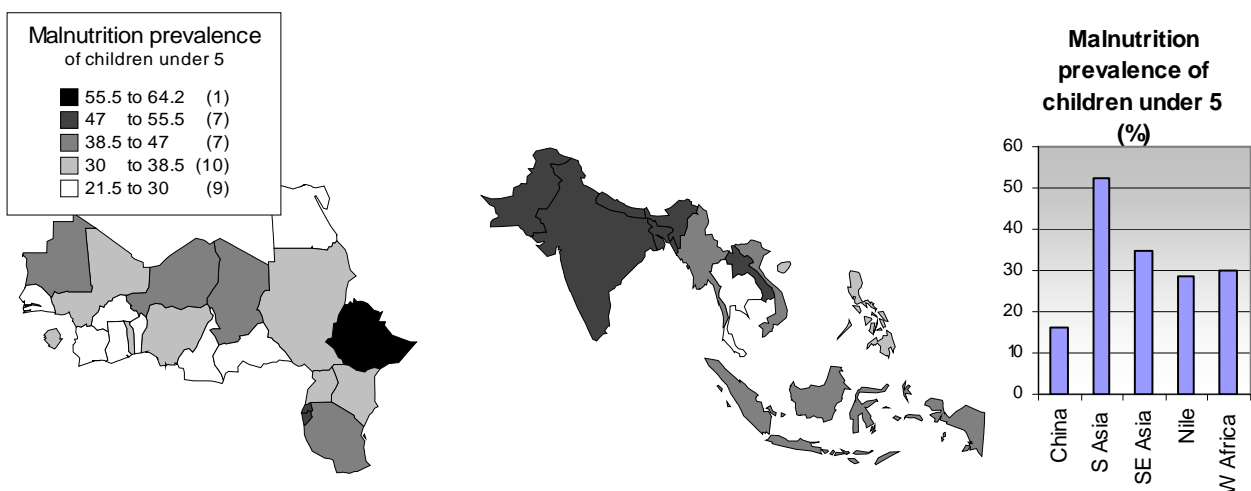 Malnutrition prevalence
of children under 5
55.5 to 64.2 (1)
47 to 55.5 (7)
38.5 to 47 (7)
30 to 38.5 (10)
21.5 to 30 (9)
Malnutrition
prevalence of
children under 5
(%)
60
50
40
30
20
10
0
China
S Asia
SE Asia
Nile
W Africa